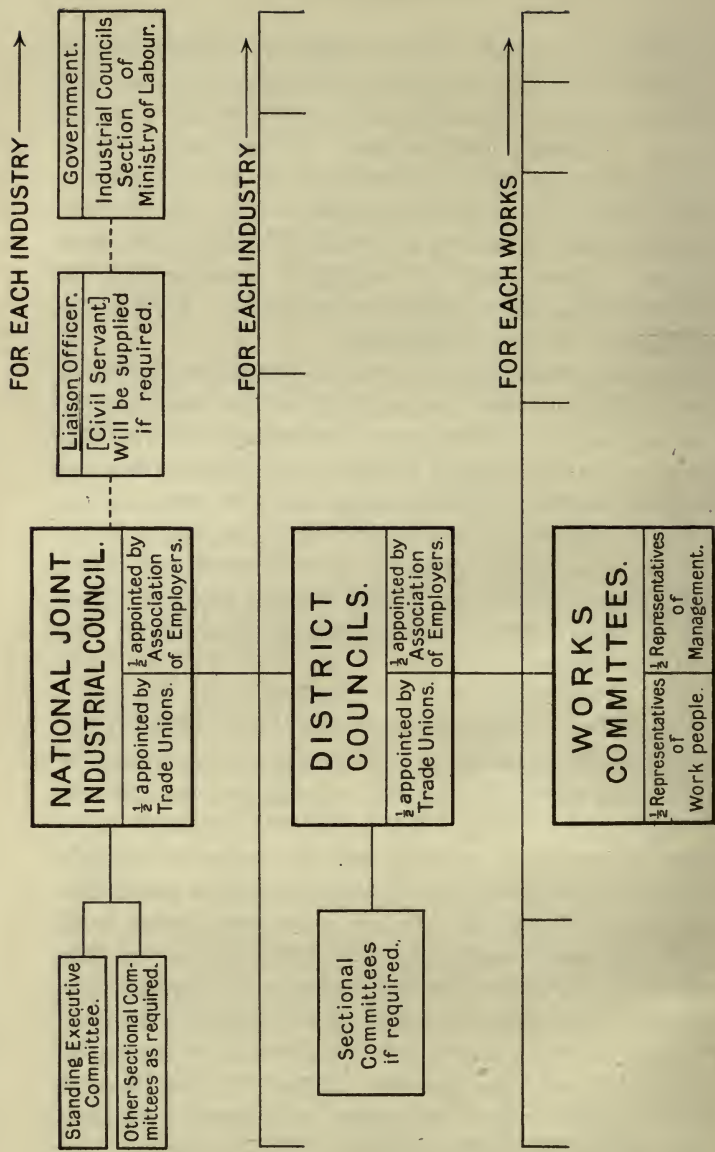 FOR EACH INDUSTRY
Standing Executive
Committee.
Other Sectional Com-
mittees as required.
NATIONAL JOINT
INDUSTRIAL COUNCIL.
½ appointed by
Trade Unions.
½ appointed by
Association
of Employers.
Liaison Officer.
[Civil Servant]
Will be supplied
if required.
Government.
Industrial Councils
Section
of
Ministry of Labour.
FOR EACH INDUSTRY
Sectional
Committees
if required.
DISTRICT
COUNCILS.
½ appointed by
Trade Unions.
½ appointed by
Association
of Employers.
FOR EACH WORKS
WORKS
COMMITTEES.
½ Representatives
of
Work people.
½ Representatives
of
Management.